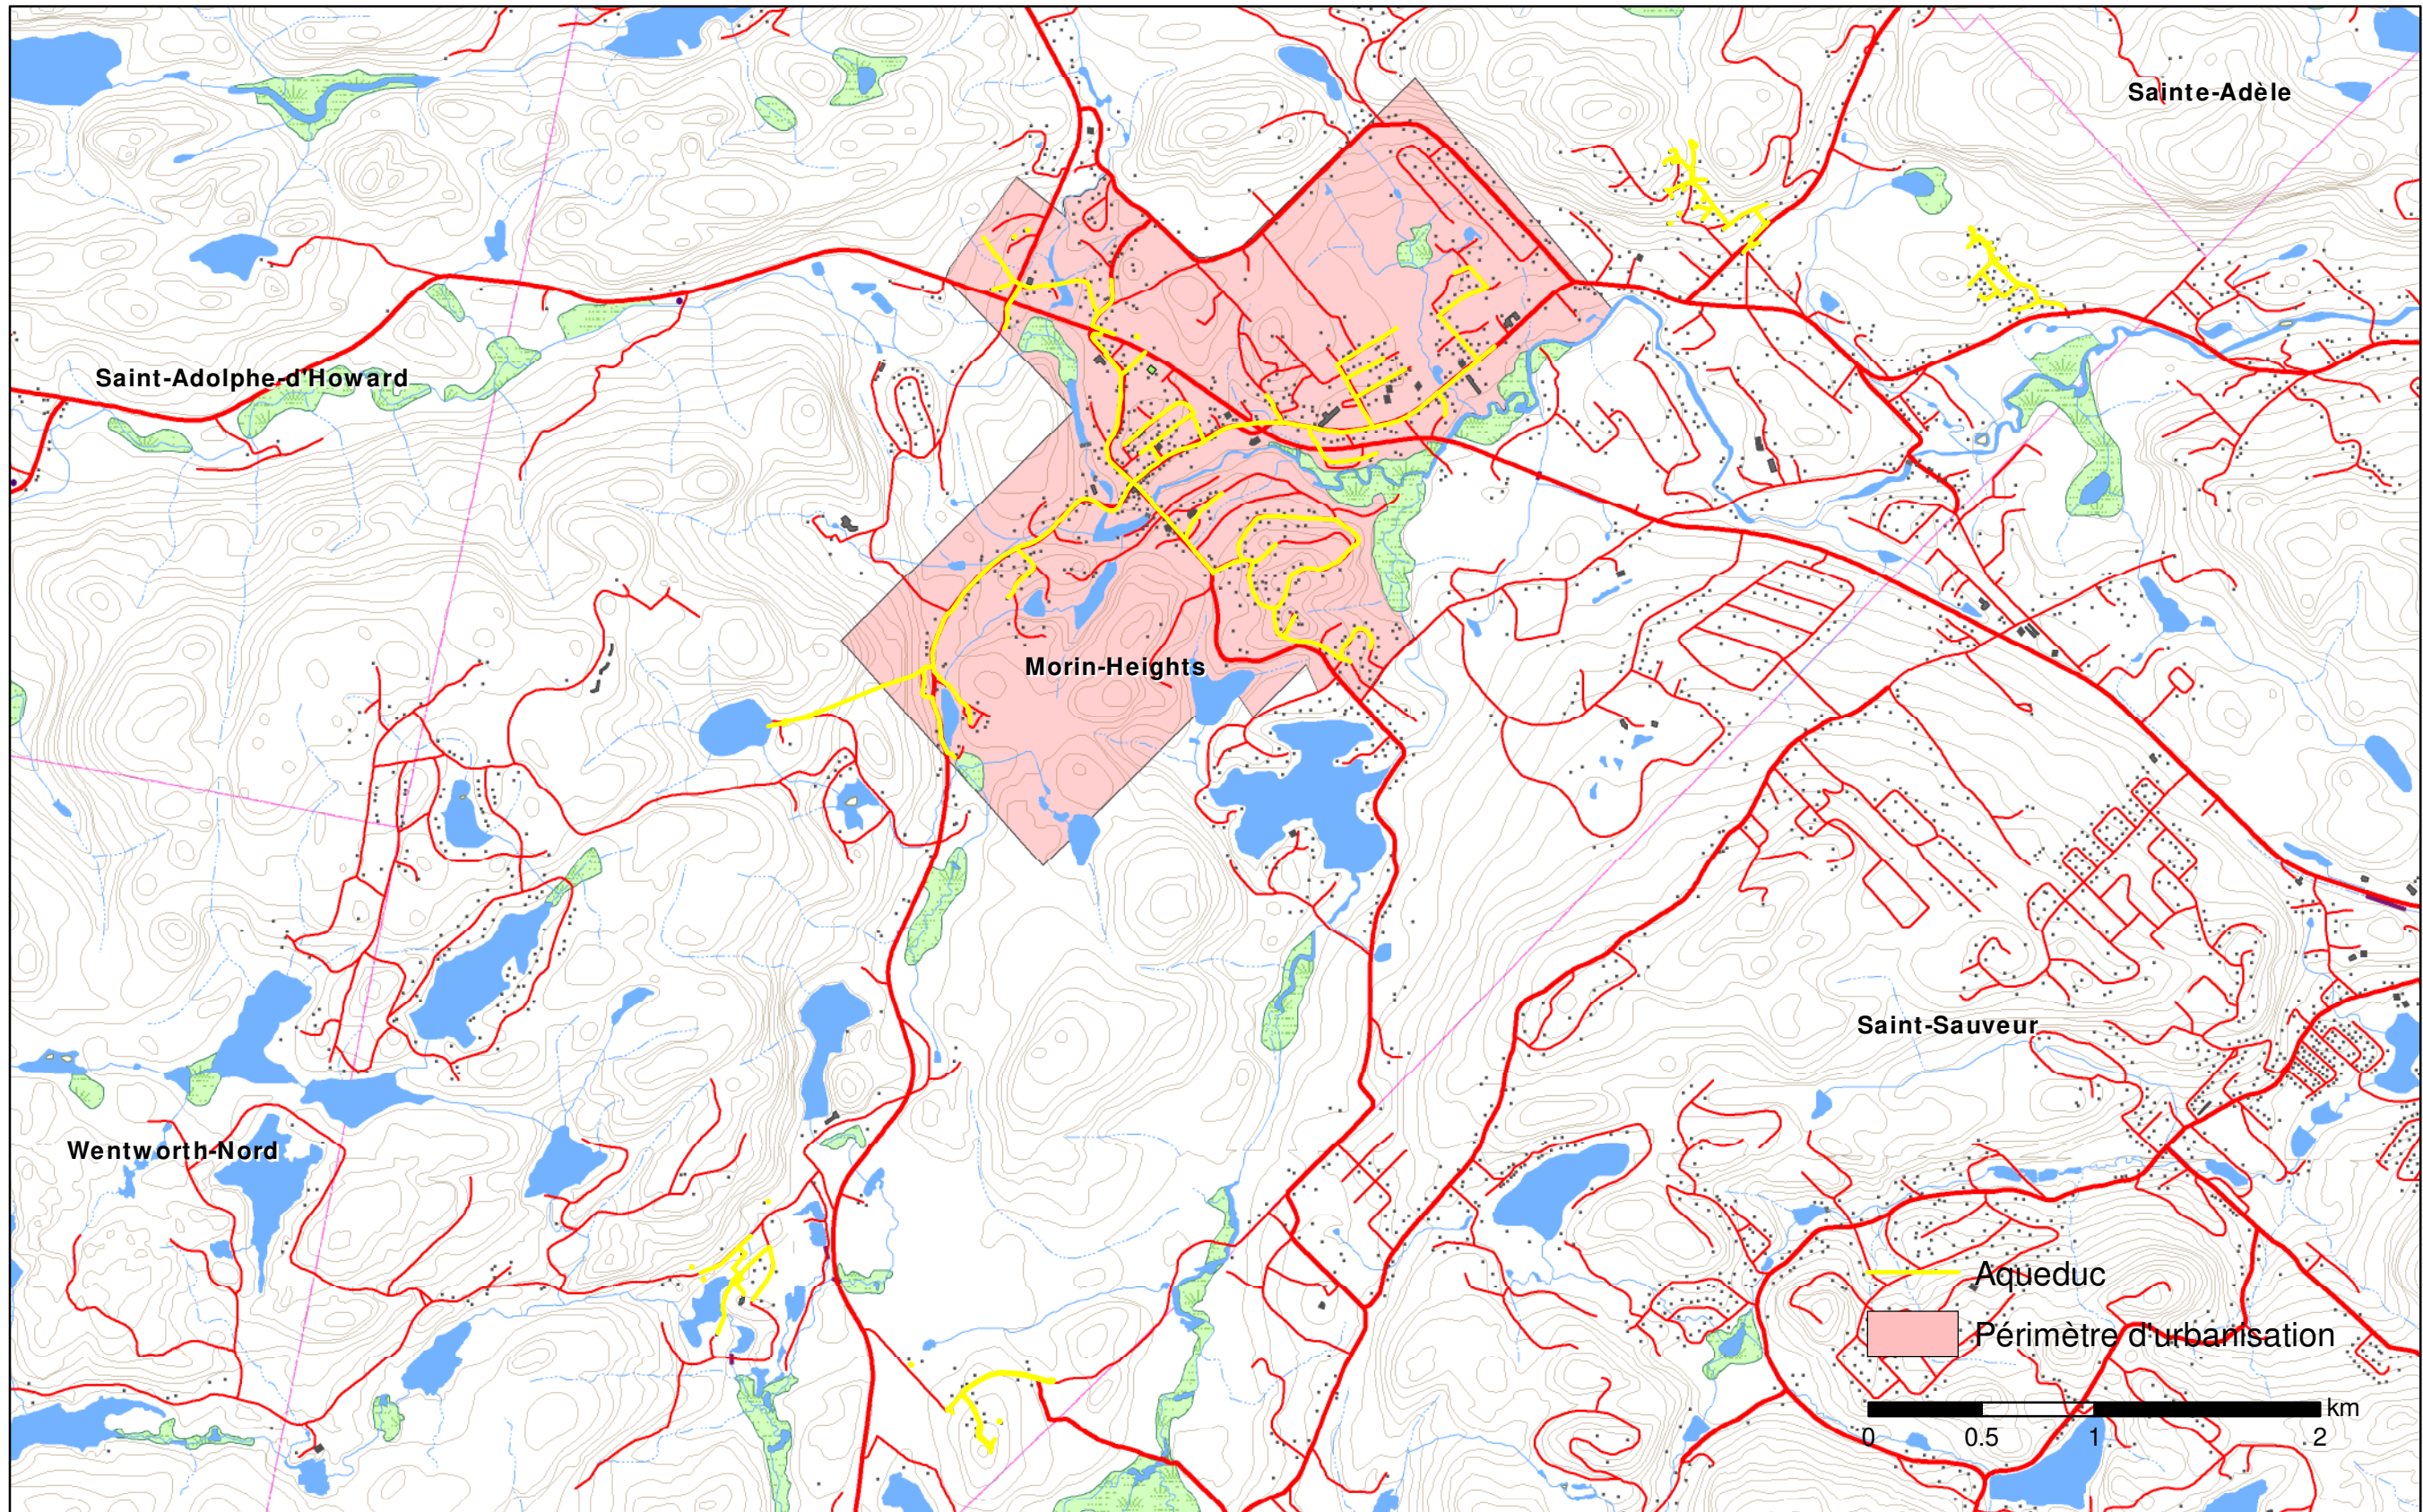 Sainte-Adèle
Saint-Adolphe-d'Howard
Morin-Heights
Saint-Sauveur
Wentworth-Nord
Aqueduc
Périmètre d'urbanisation
km
0 0.5 1 2